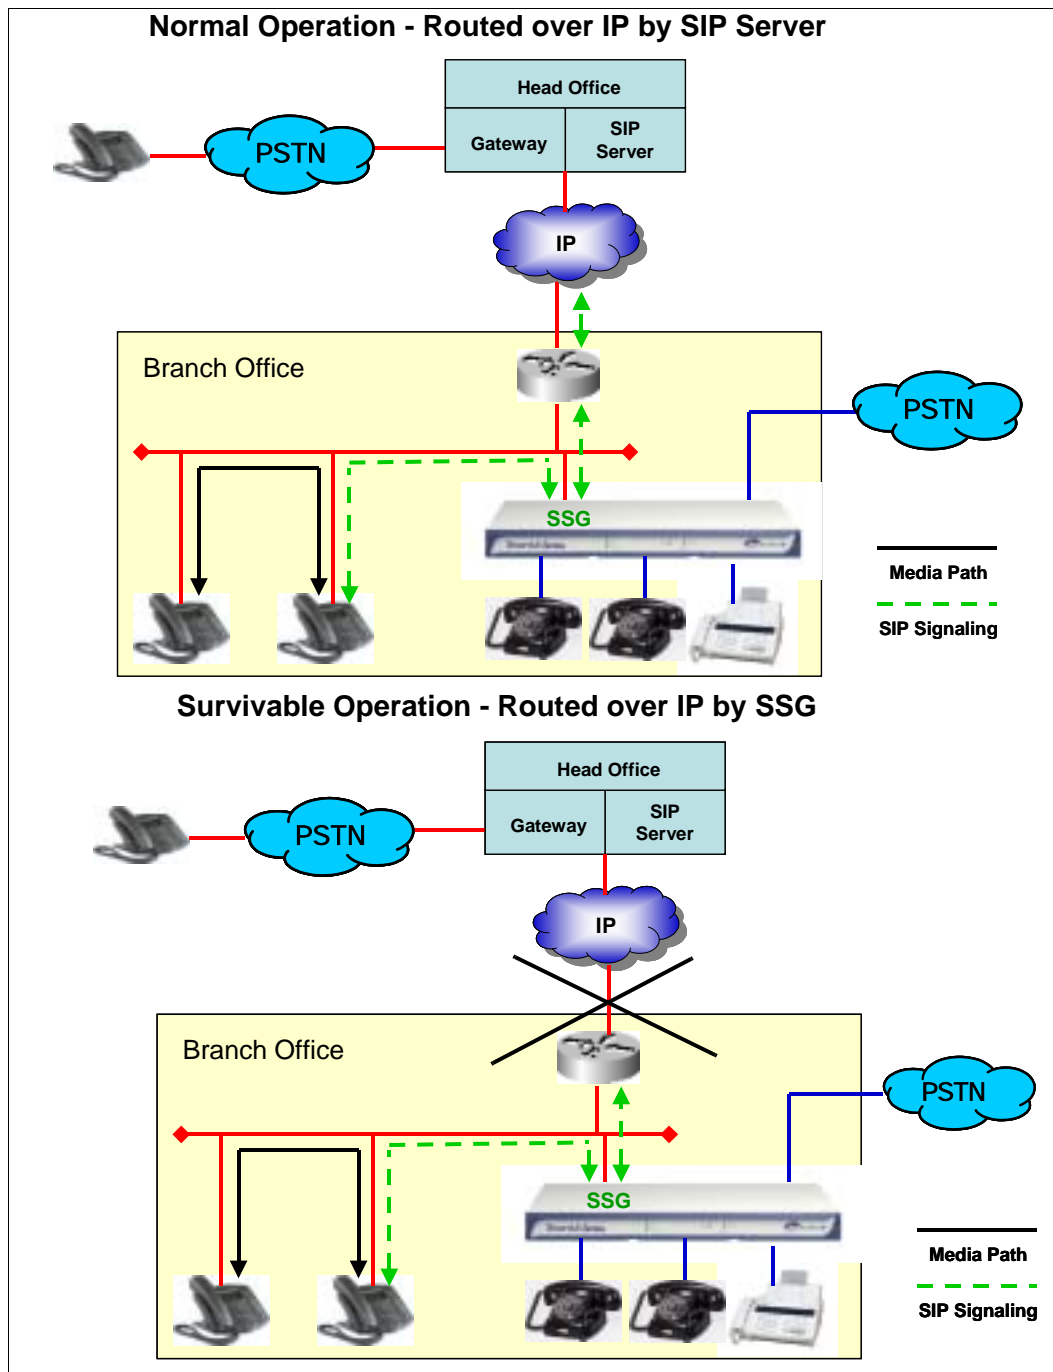 Normal Operation - Routed over IP by SIP Server
Head Office
Gateway
SIP
Server
PSTN
IP
Branch Office
PSTN
SSG
Media Path
SIP Signaling
Survivable Operation - Routed over IP by SSG
Head Office
Gateway
SIP
Server
PSTN
IP
Branch Office
PSTN
SSG
Media Path
SIP Signaling